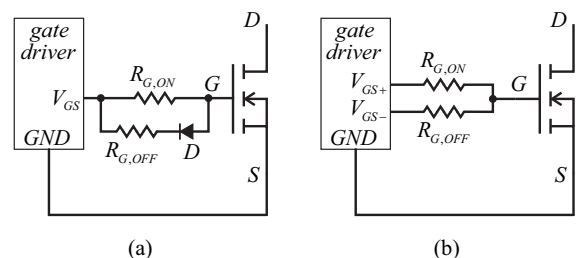 gate
driver
V_GS
GND
R_G,ON
R_G,OFF
D
G
D
S
(a)
gate
driver
V_GS+
V_GS−
GND
R_G,ON
R_G,OFF
G
D
S
(b)